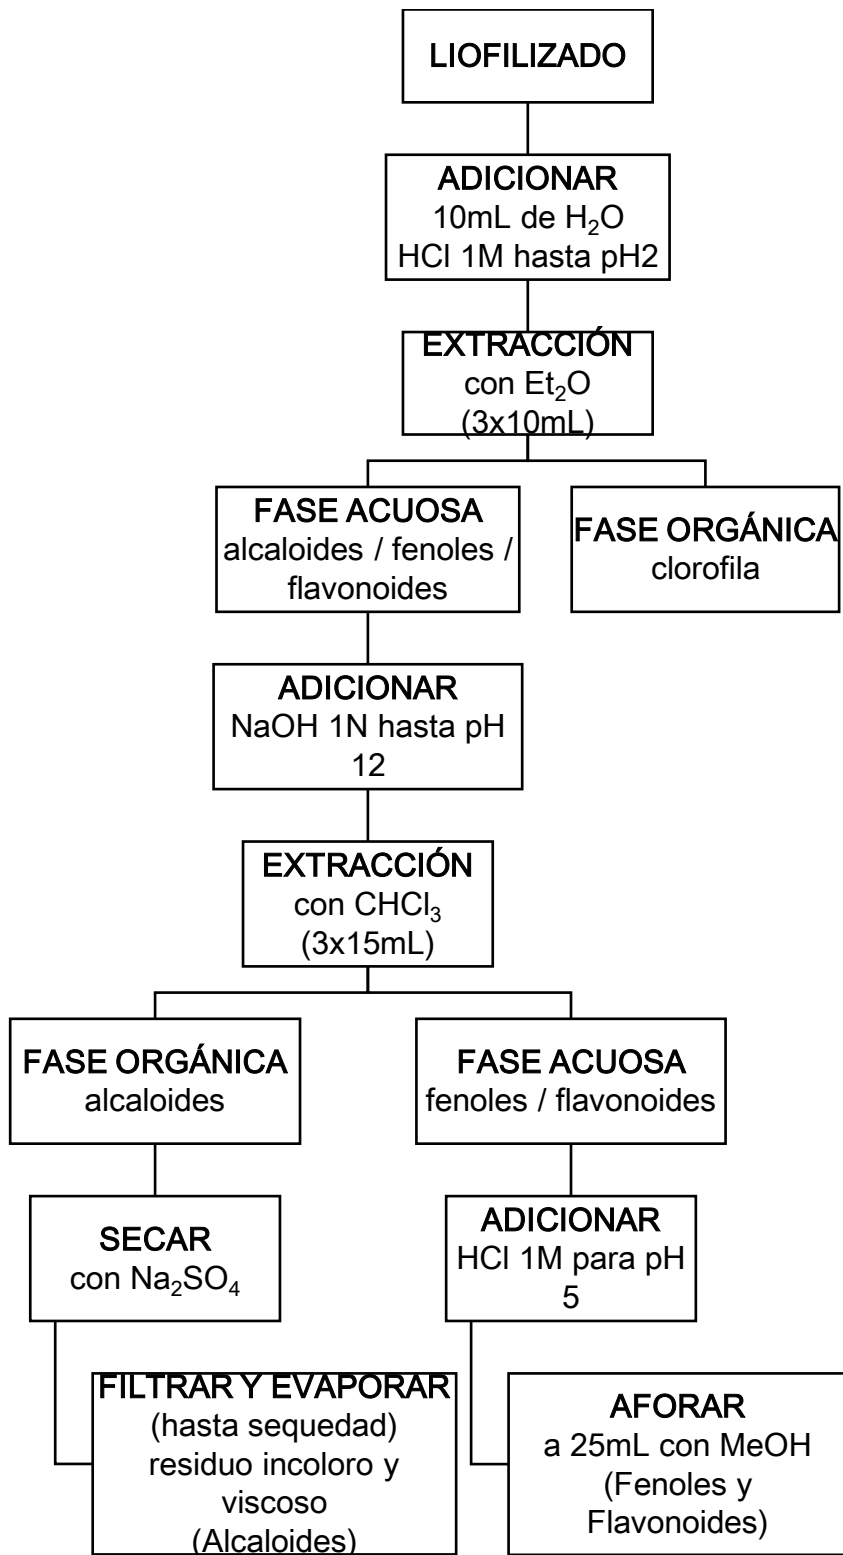 LIOFILIZADO
ADICIONAR
10mL de H₂O
HCl 1M hasta pH2
EXTRACCIÓN
con Et₂O
(3x10mL)
FASE ACUOSA
alcaloides / fenoles /
flavonoides
FASE ORGÁNICA
clorofila
ADICIONAR
NaOH 1N hasta pH
12
EXTRACCIÓN
con CHCl₃
(3x15mL)
FASE ORGÁNICA
alcaloides
FASE ACUOSA
fenoles / flavonoides
SECAR
con Na₂SO₄
ADICIONAR
HCl 1M para pH
5
FILTRAR Y EVAPORAR
(hasta sequedad)
residuo incoloro y
viscoso
(Alcaloides)
AFORAR
a 25mL con MeOH
(Fenoles y
Flavonoides)